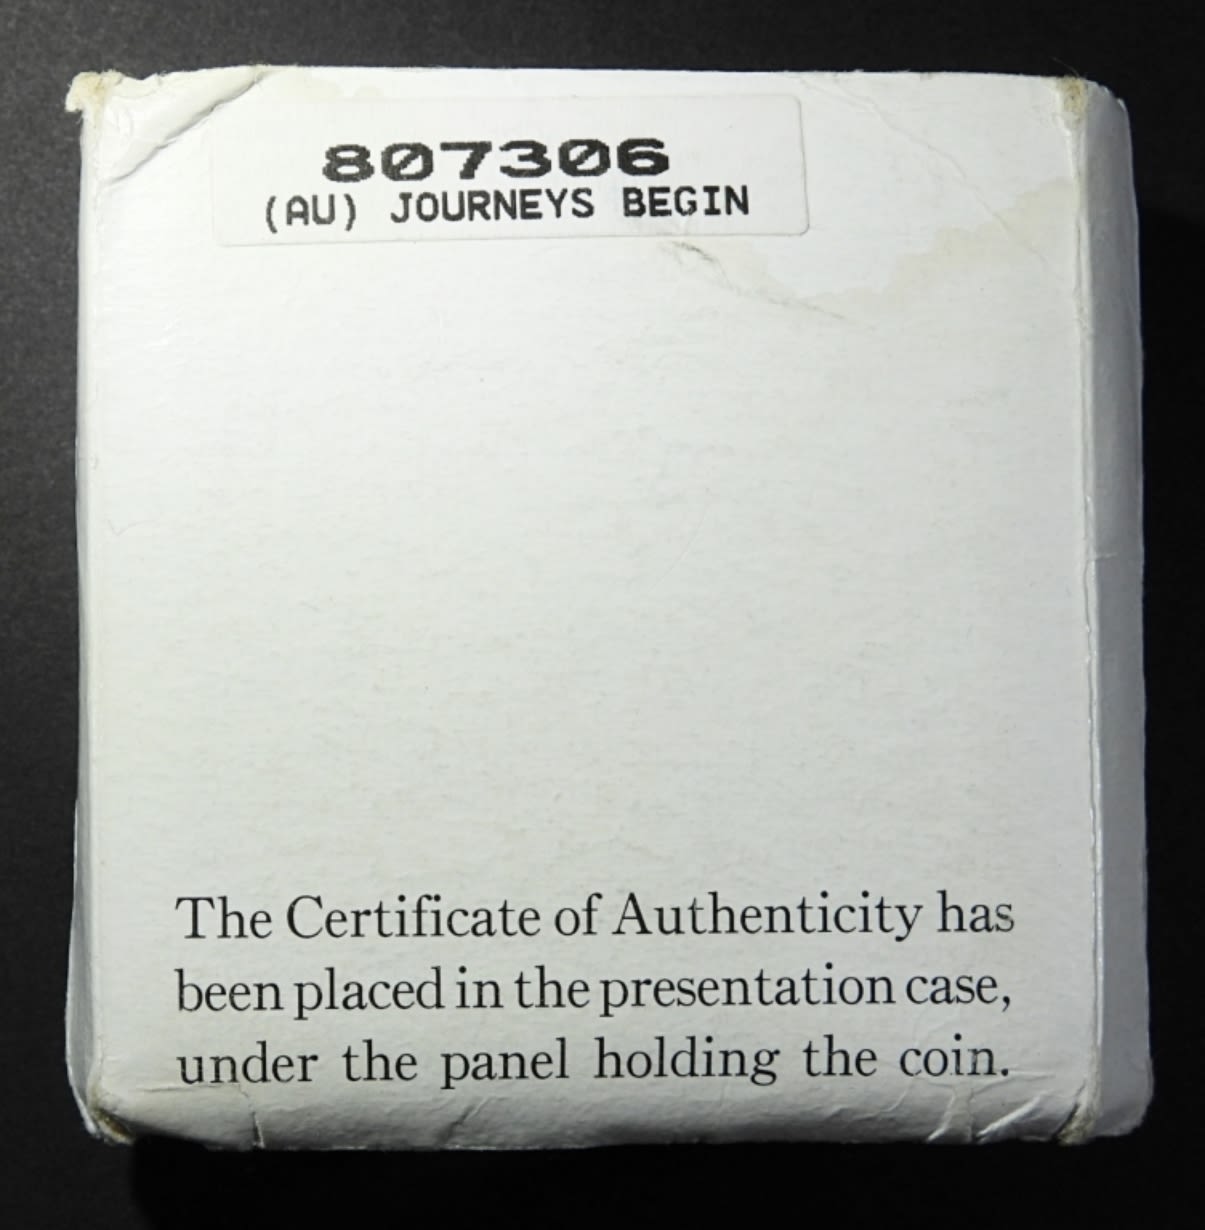 807306
(AU) JOURNEYS BEGIN
The Certificate of Authenticity has
been placed in the presentation case,
under the panel holding the coin.